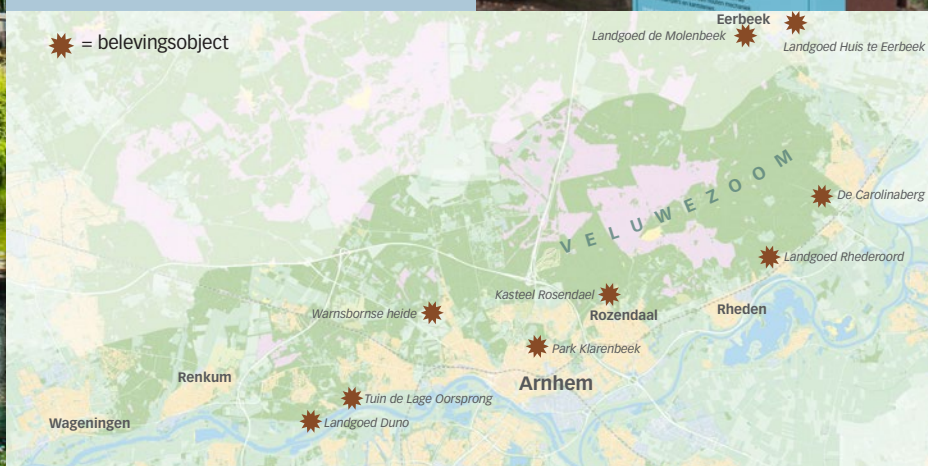 = belevingsobject
Eerbeek
Landgoed de Molenbeek
Landgoed Huis te Eerbeek
VELUWEZOOM
De Carolinaberg
Landgoed Rhederoord
Kasteel Rosendael
Rozendaal
Rheden
Warnsbornse heide
Park Klarenbeek
Renkum
Arnhem
Tuin de Lage Oorsprong
Wageningen
Landgoed Duno